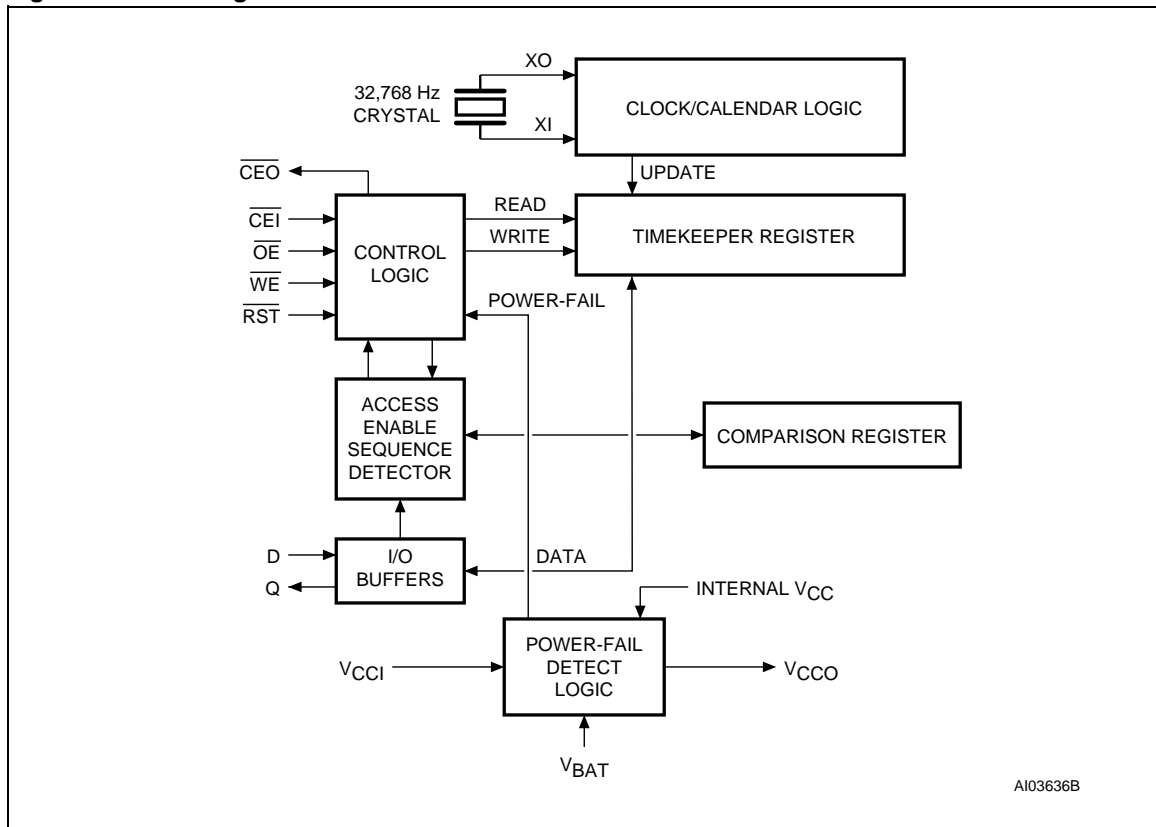 XO
32,768 Hz
CRYSTAL
XI
CLOCK/CALENDAR LOGIC
UPDATE
CEO
CEI
OE
WE
RST
CONTROL
LOGIC
READ
WRITE
TIMEKEEPER REGISTER
POWER-FAIL
ACCESS
ENABLE
SEQUENCE
DETECTOR
COMPARISON REGISTER
D
Q
I/O
BUFFERS
DATA
INTERNAL VCC
VCCI
POWER-FAIL
DETECT
LOGIC
VCCO
VBAT
AI03636B